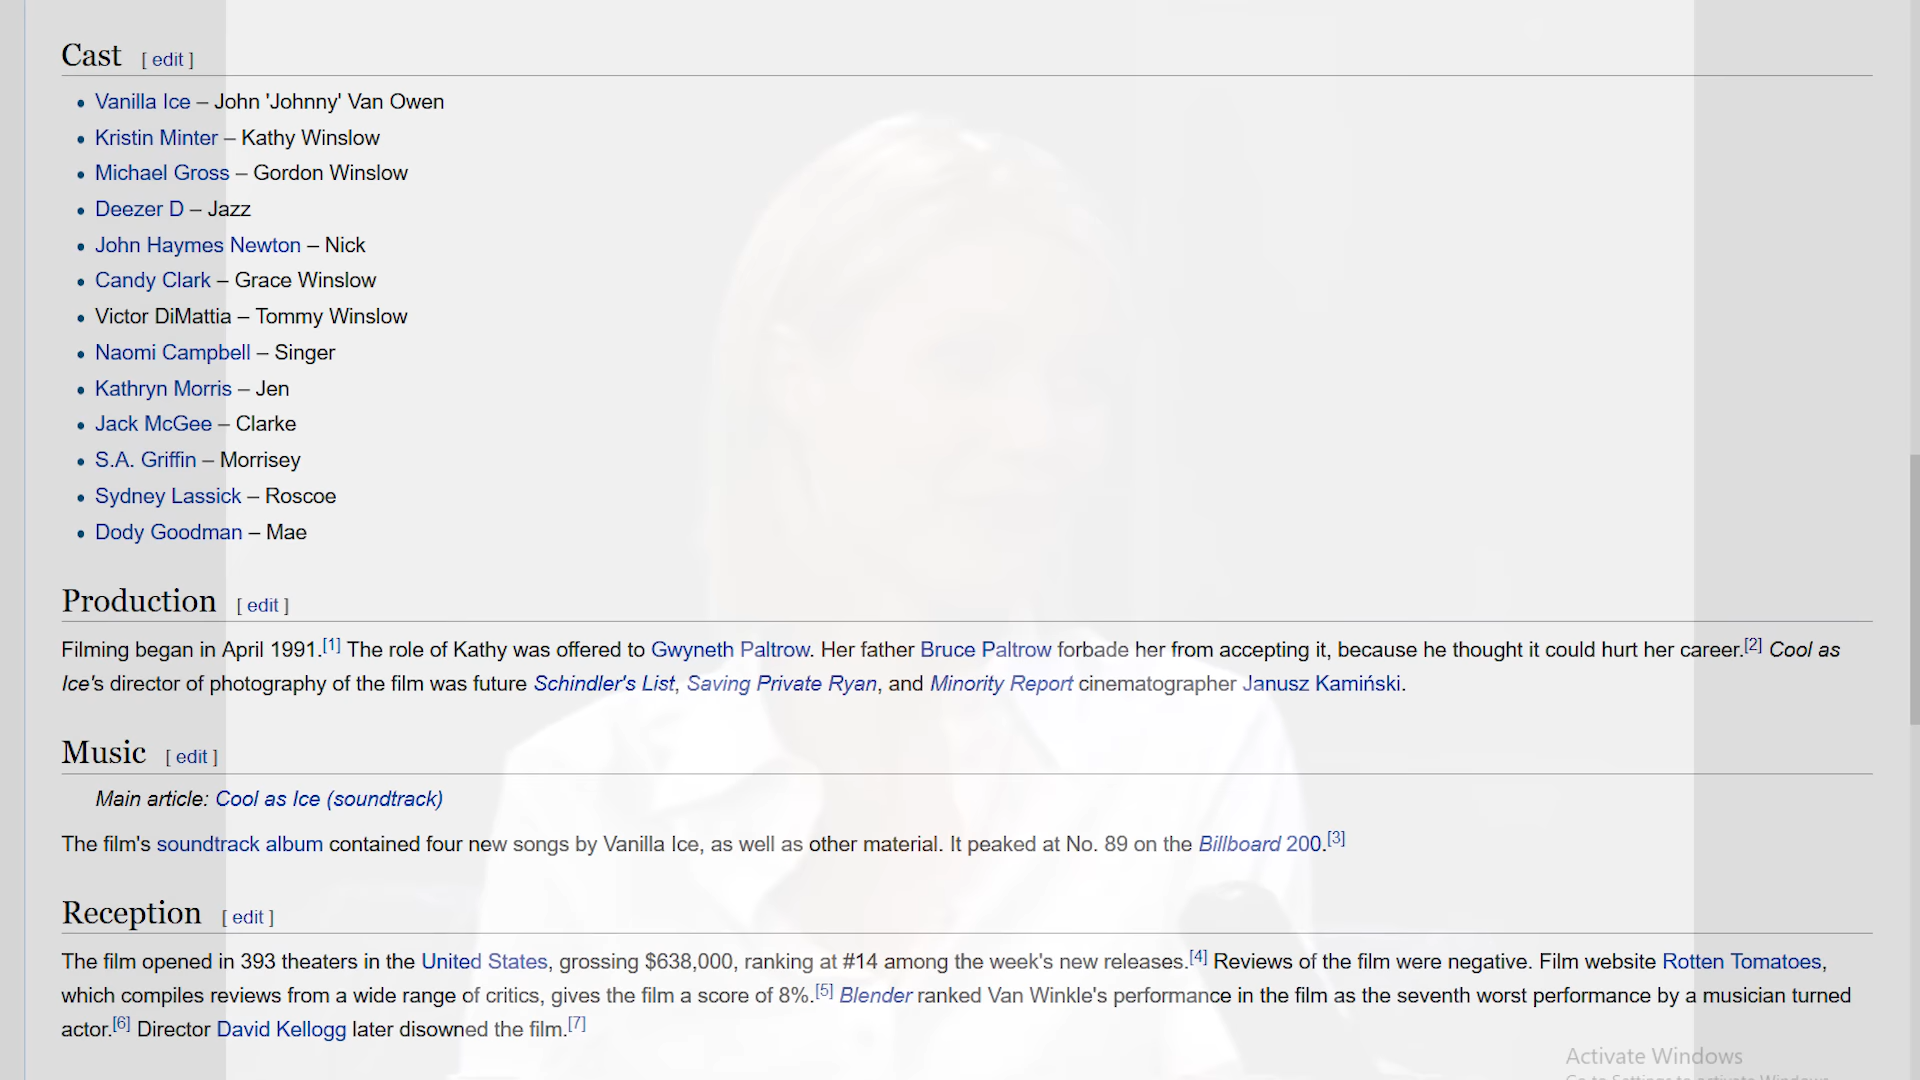 Cast [ edit ]
Vanilla Ice – John 'Johnny' Van Owen
Kristin Minter – Kathy Winslow
Michael Gross – Gordon Winslow
Deezer D – Jazz
John Haymes Newton – Nick
Candy Clark – Grace Winslow
Victor DiMattia – Tommy Winslow
Naomi Campbell – Singer
Kathryn Morris – Jen
Jack McGee – Clarke
S.A. Griffin – Morrisey
Sydney Lassick – Roscoe
Dody Goodman – Mae
Production [ edit ]
Filming began in April 1991.[1] The role of Kathy was offered to Gwyneth Paltrow. Her father Bruce Paltrow forbade her from accepting it, because he thought it could hurt her career.[2] Cool as
Ice's director of photography of the film was future Schindler's List, Saving Private Ryan, and Minority Report cinematographer Janusz Kamiński.
Music [ edit ]
Main article: Cool as Ice (soundtrack)
The film's soundtrack album contained four new songs by Vanilla Ice, as well as other material. It peaked at No. 89 on the Billboard 200.[3]
Reception [ edit ]
The film opened in 393 theaters in the United States, grossing $638,000, ranking at #14 among the week's new releases.[4] Reviews of the film were negative. Film website Rotten Tomatoes,
which compiles reviews from a wide range of critics, gives the film a score of 8%.[5] Blender ranked Van Winkle's performance in the film as the seventh worst performance by a musician turned
actor.[6] Director David Kellogg later disowned the film.[7]
Activate Windows
Go to Settings to activate Windows.